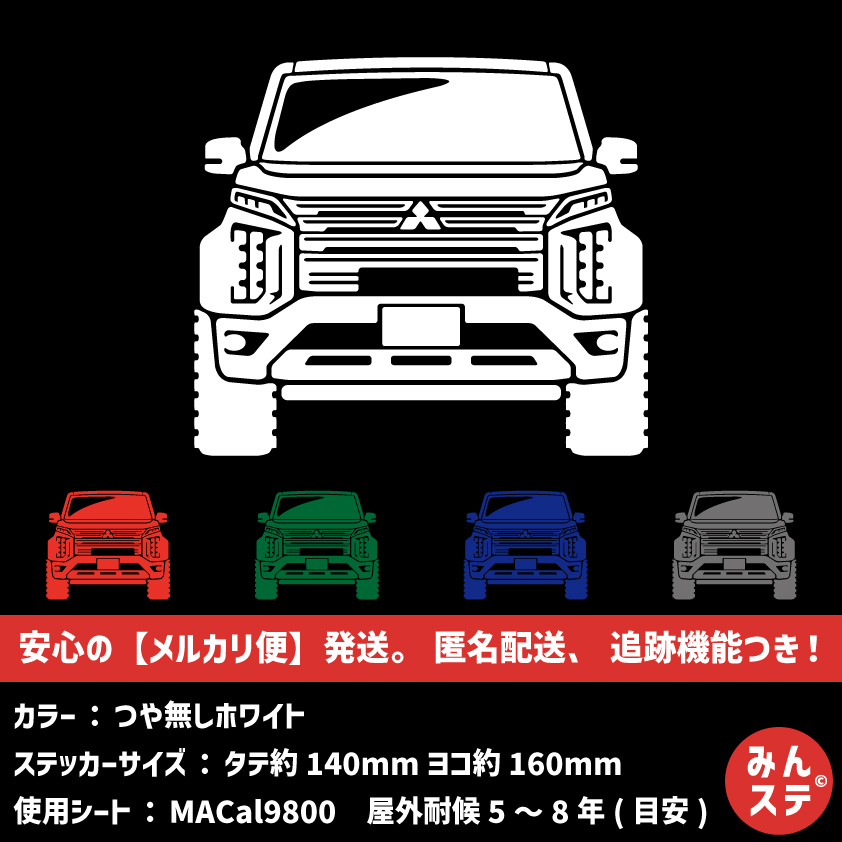 安心の【メルカリ便】発送。 匿名配送、 追跡機能つき！
カラー : つや無しホワイト
ステッカーサイズ : タテ約 140mm ヨコ約 160mm
使用シート : MACal9800 屋外耐候 5 ～ 8 年 ( 目安 )
みん
ステ©